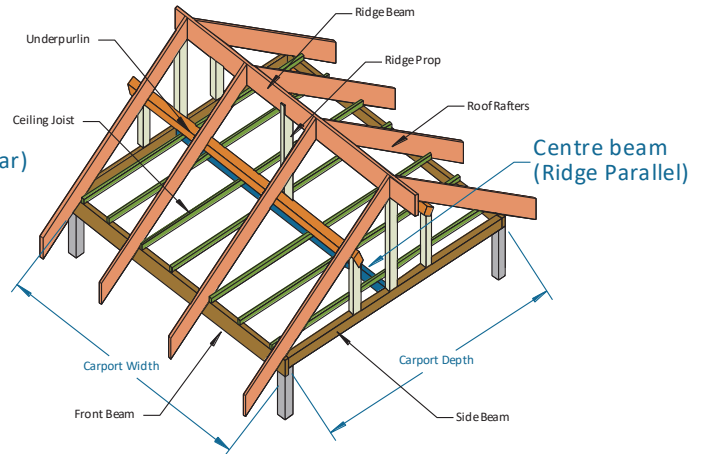 Ridge Beam
Underpurlin
Ridge Prop
Roof Rafters
Ceiling Joist
Centre beam
(Ridge Parallel)
ar)
Carport Width
Carport Depth
Front Beam
Side Beam